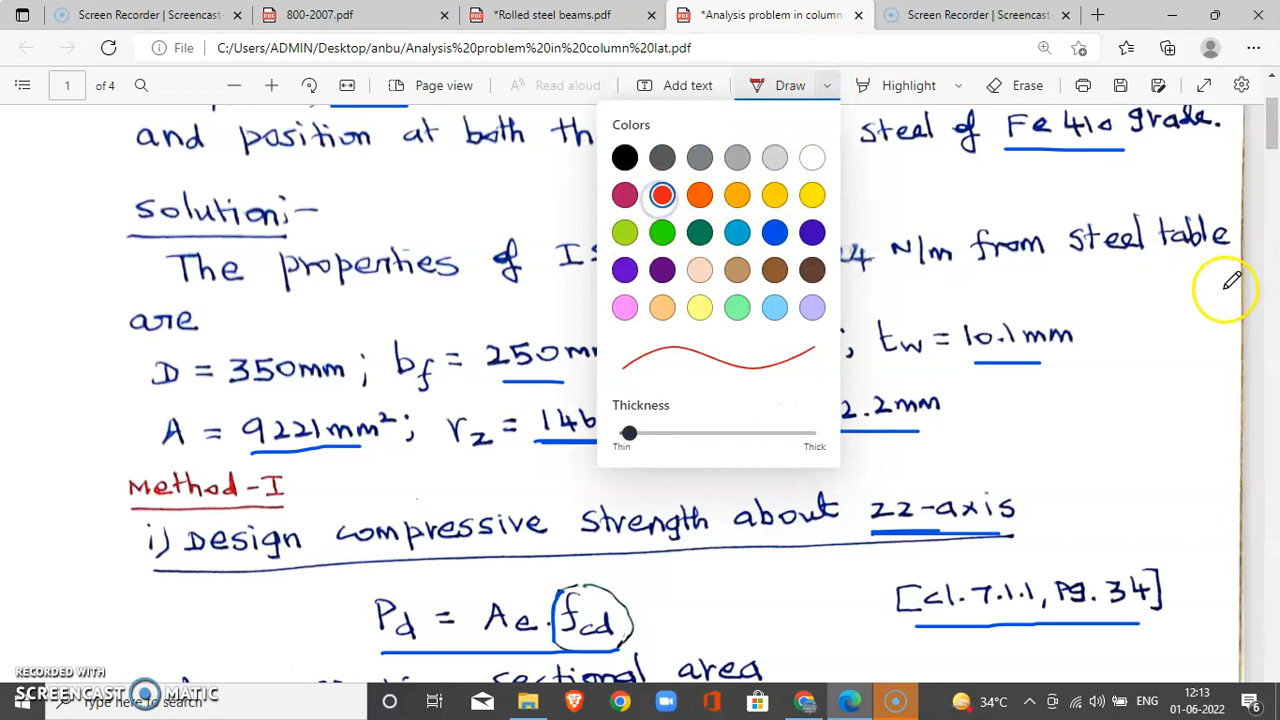 Screen Recorder | Screencast- 800-2007.pdf *Rolled steel beams.pdf *Analysis problem in column Screen Recorder | Screencast
File C:/Users/ADMIN/Desktop/anbu/Analysis%20problem%20in%20column%20lat.pdf
1 of 4 Page view Read aloud Add text Draw Highlight Erase
Colors
Thickness
Thin Thick
and position at both steel of Fe 410 grade.
Solution:-
The properties of N/m from steel table
are
D = 350mm ; bf = 250 ; tw = 10.1mm
A = 9221mm²; rz = 2.2mm
Method-I
i) Design compressive strength about zz-axis
Pd = Ae. fcd [cl.7.1.1, Pg. 34]
sectional area
RECORDED WITH
SCREENCAST MATIC
Type here to search
34°C ENG 12:13 01-06-2022 6